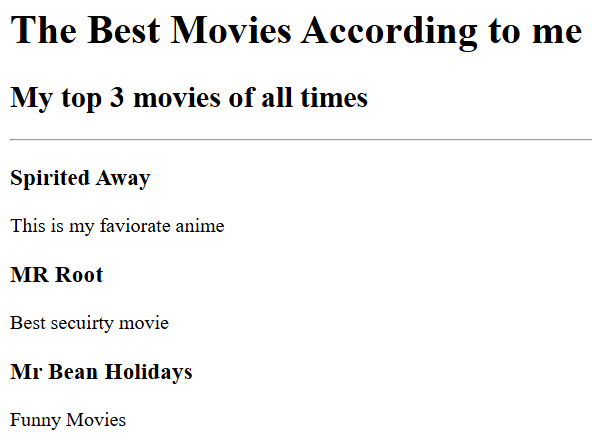 The Best Movies According to me
My top 3 movies of all times
Spirited Away
This is my faviorate anime
MR Root
Best secuirty movie
Mr Bean Holidays
Funny Movies